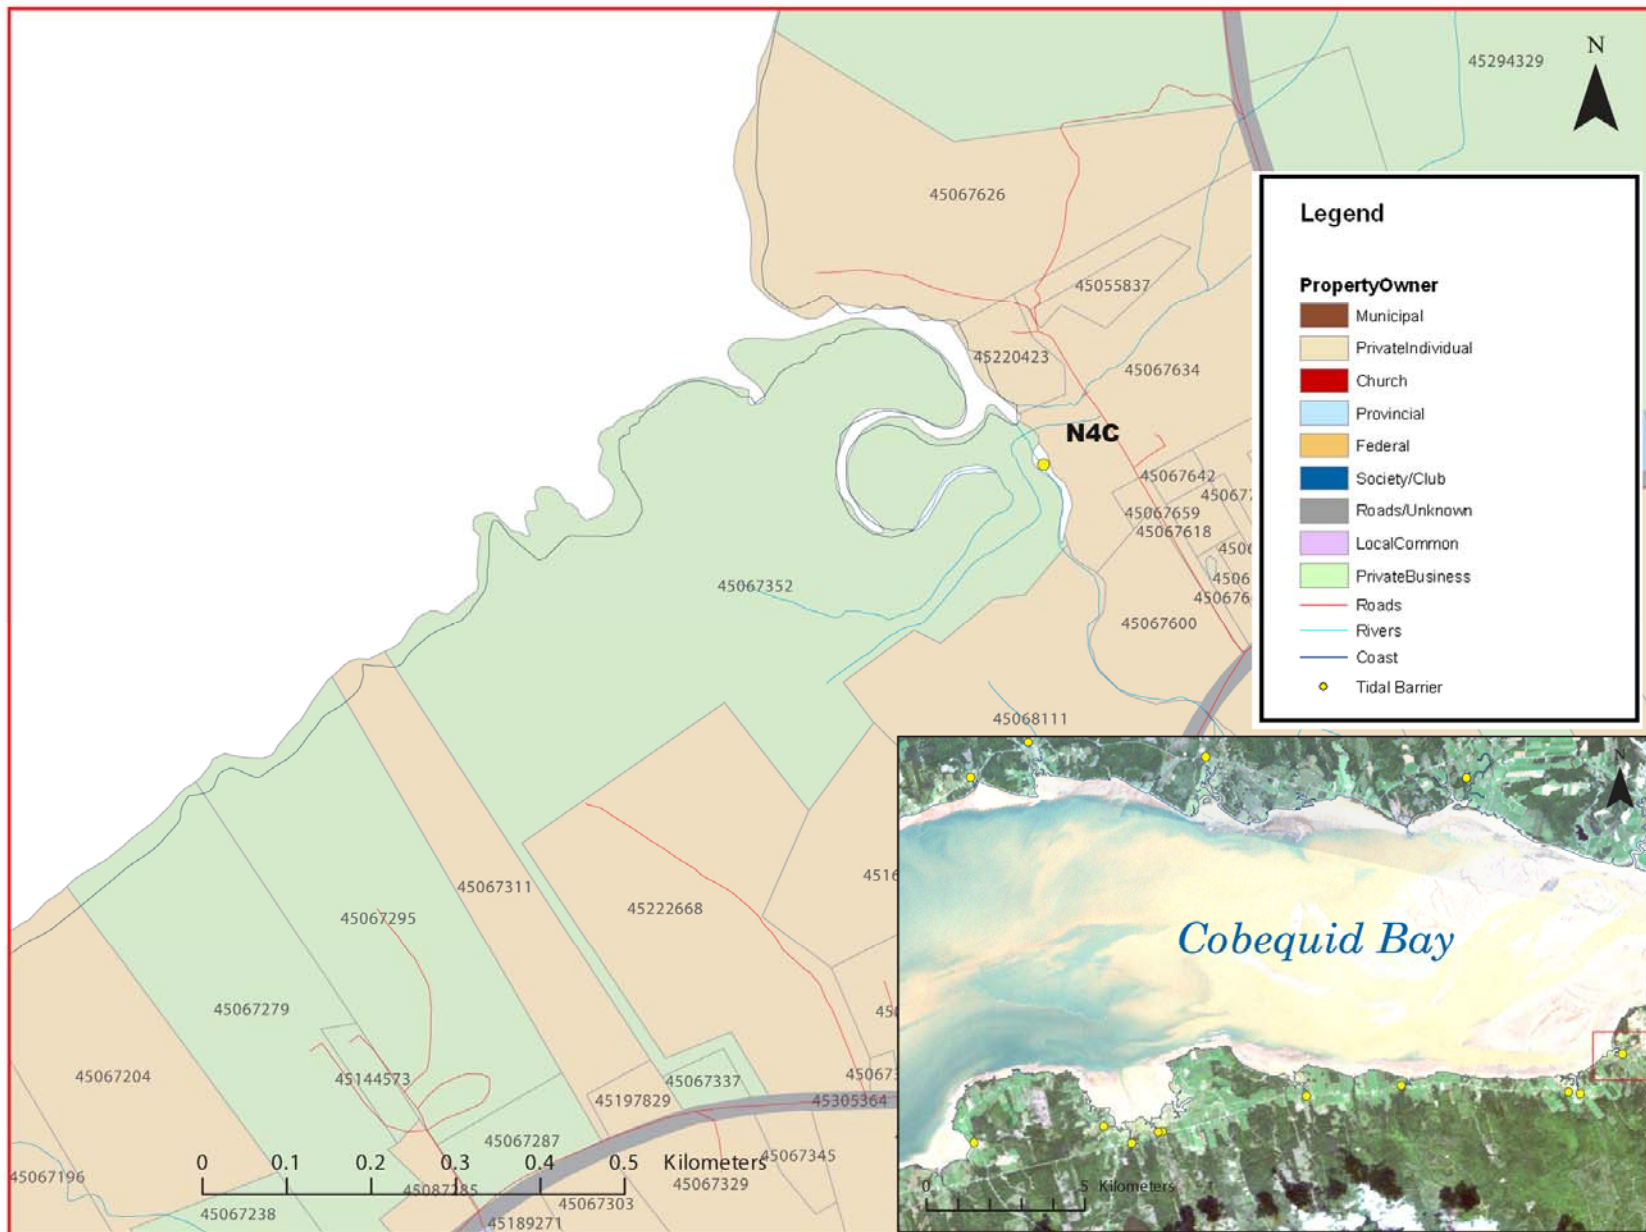 N
45294329
45067626
45055837
45220423
45067634
N4C
45067642
45067659
45067618
45067352
45067600
45068111
45067311
45222668
45067295
45067279
45067204
45144573
45067337
45197829
45305364
45067287
45067345
45067196
45067329
45067303
45067238
45189271
0 0.1 0.2 0.3 0.4 0.5 Kilometers
Legend
PropertyOwner
Municipal
PrivateIndividual
Church
Provincial
Federal
Society/Club
Roads/Unknown
LocalCommon
PrivateBusiness
Roads
Rivers
Coast
Tidal Barrier
N
Cobequid Bay
0 5 Kilometers